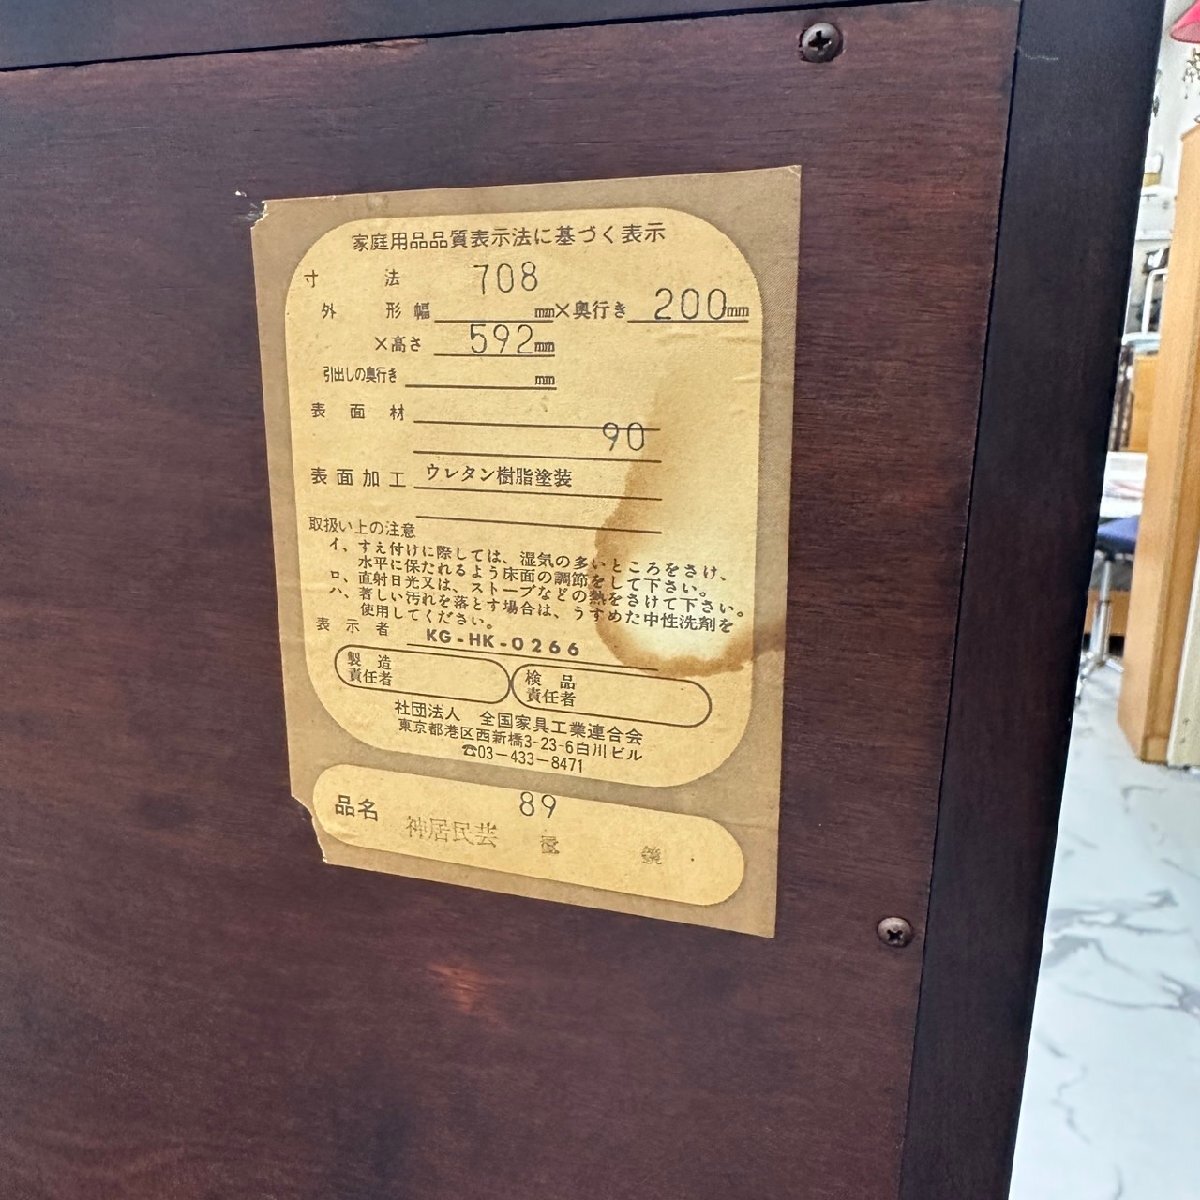 家庭用品品質表示法に基づく表示
寸法 708
外形 幅 mm×奥行き 200mm
×高さ 592mm
引出しの奥行き mm
表面材
90
表面加工 ウレタン樹脂塗装
取扱い上の注意
イ、すえ付けに際しては、湿気の多いところをさけ、
水平に保たれるよう床面の調節をして下さい。
ロ、直射日光又は、ストーブなどの熱をさけて下さい。
ハ、著しい汚れを落とす場合は、うすめた中性洗剤を
使用してください。
表示者 KG-HK-0266
製造 責任者
検品 責任者
社団法人 全国家具工業連合会
東京都港区西新橋3-23-6白川ビル
☎03-433-8471
品名 89
神居民芸